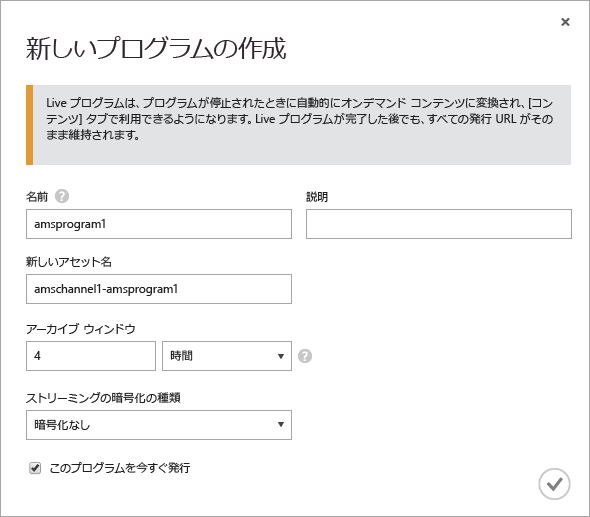 新しいプログラムの作成
Live プログラムは、プログラムが停止されたときに自動的にオンデマンド コンテンツに変換され、[コン
テンツ] タブで利用できるようになります。Live プログラムが完了した後でも、すべての発行 URL がその
まま維持されます。
名前 ?
説明
amsprogram1
新しいアセット名
amschannel1-amsprogram1
アーカイブ ウィンドウ
4
時間
?
ストリーミングの暗号化の種類
暗号化なし
このプログラムを今すぐ発行